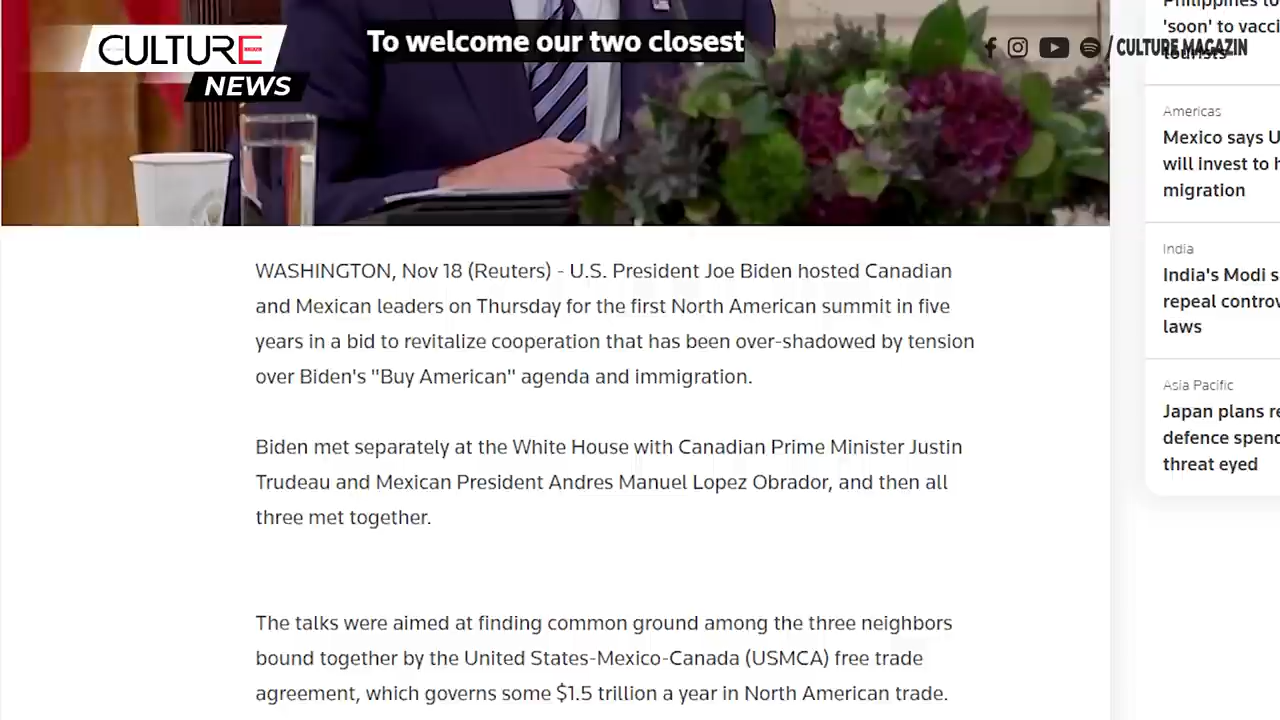 CULTURE
NEWS
To welcome our two closest
/ CULTURE MAGAZIN
WASHINGTON, Nov 18 (Reuters) - U.S. President Joe Biden hosted Canadian
and Mexican leaders on Thursday for the first North American summit in five
years in a bid to revitalize cooperation that has been over-shadowed by tension
over Biden's "Buy American" agenda and immigration.
Biden met separately at the White House with Canadian Prime Minister Justin
Trudeau and Mexican President Andres Manuel Lopez Obrador, and then all
three met together.
The talks were aimed at finding common ground among the three neighbors
bound together by the United States-Mexico-Canada (USMCA) free trade
agreement, which governs some $1.5 trillion a year in North American trade.
Philippines to
'soon' to vacci
tourists
Americas
Mexico says U
will invest to h
migration
India
India's Modi s
repeal controv
laws
Asia Pacific
Japan plans re
defence spend
threat eyed